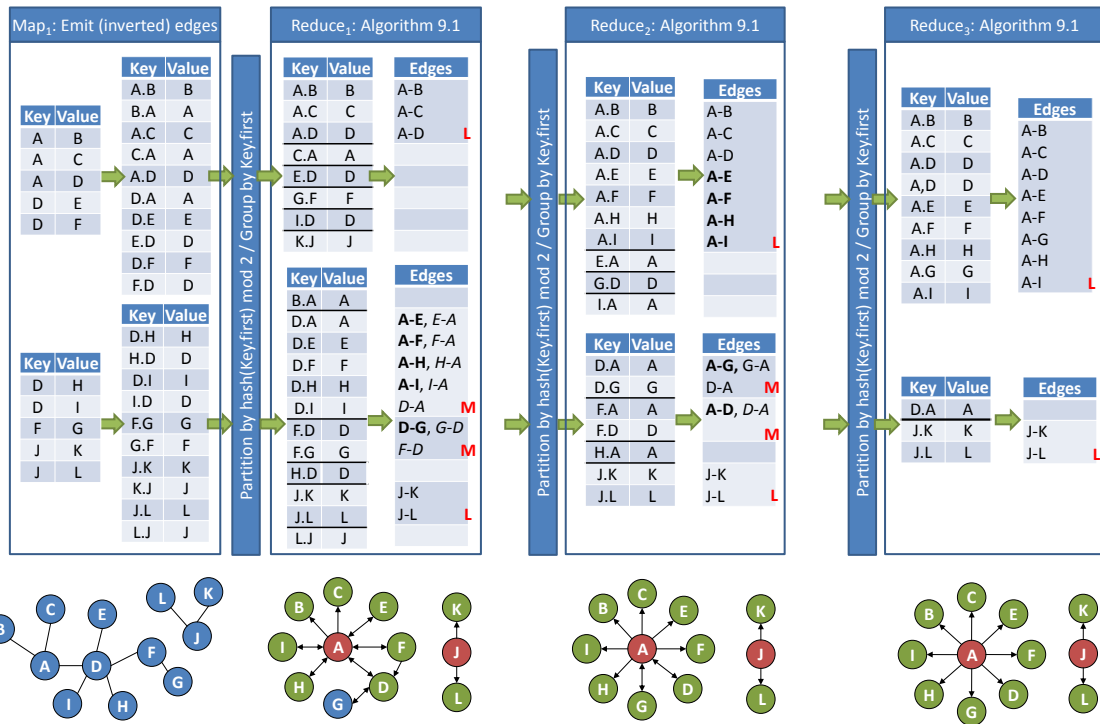 Map1: Emit (inverted) edges
Key Value
A B
A C
A D
D E
D F
Key Value
A.B B
B.A A
A.C C
C.A A
A.D D
D.A A
D.E E
E.D D
D.F F
F.D D
Key Value
D H
D I
F G
J K
J L
Key Value
D.H H
H.D D
D.I I
I.D D
F.G G
G.F F
J.K K
K.J J
J.L L
L.J J
Partition by hash(Key.first) mod 2 / Group by Key.first
Reduce1: Algorithm 9.1
Key Value
A.B B
A.C C
A.D D
C.A A
E.D D
G.F F
I.D D
K.J J
Edges
A-B
A-C
A-D L
Key Value
B.A A
D.A A
D.E E
D.F F
D.H H
D.I I
F.D D
F.G G
H.D D
J.K K
J.L L
L.J J
Edges
A-E, E-A
A-F, F-A
A-H, H-A
A-I, I-A
D-A M
D-G, G-D
F-D M
J-K
J-L L
Partition by hash(Key.first) mod 2 / Group by Key.first
Reduce2: Algorithm 9.1
Key Value
A.B B
A.C C
A.D D
A.E E
A.F F
A.H H
A.I I
E.A A
G.D D
I.A A
Edges
A-B
A-C
A-D
A-E
A-F
A-H
A-I L
Key Value
D.A A
D.G G
F.A A
F.D D
H.A A
J.K K
J.L L
Edges
A-G, G-A
D-A M
A-D, D-A
M
J-K
J-L L
Partition by hash(Key.first) mod 2 / Group by Key.first
Reduce3: Algorithm 9.1
Key Value
A.B B
A.C C
A.D D
A,D D
A.E E
A.F F
A.H H
A.G G
A.I I
Edges
A-B
A-C
A-D
A-E
A-F
A-G
A-H
A-I L
Key Value
D.A A
J.K K
J.L L
Edges
J-K
J-L L
B
C
E
A
D
F
G
I
H
L
K
J
C
B
E
I
A
F
H
D
G
K
J
L
C
B
E
I
A
F
H
D
G
K
J
L
C
B
E
I
A
F
H
D
G
K
J
L